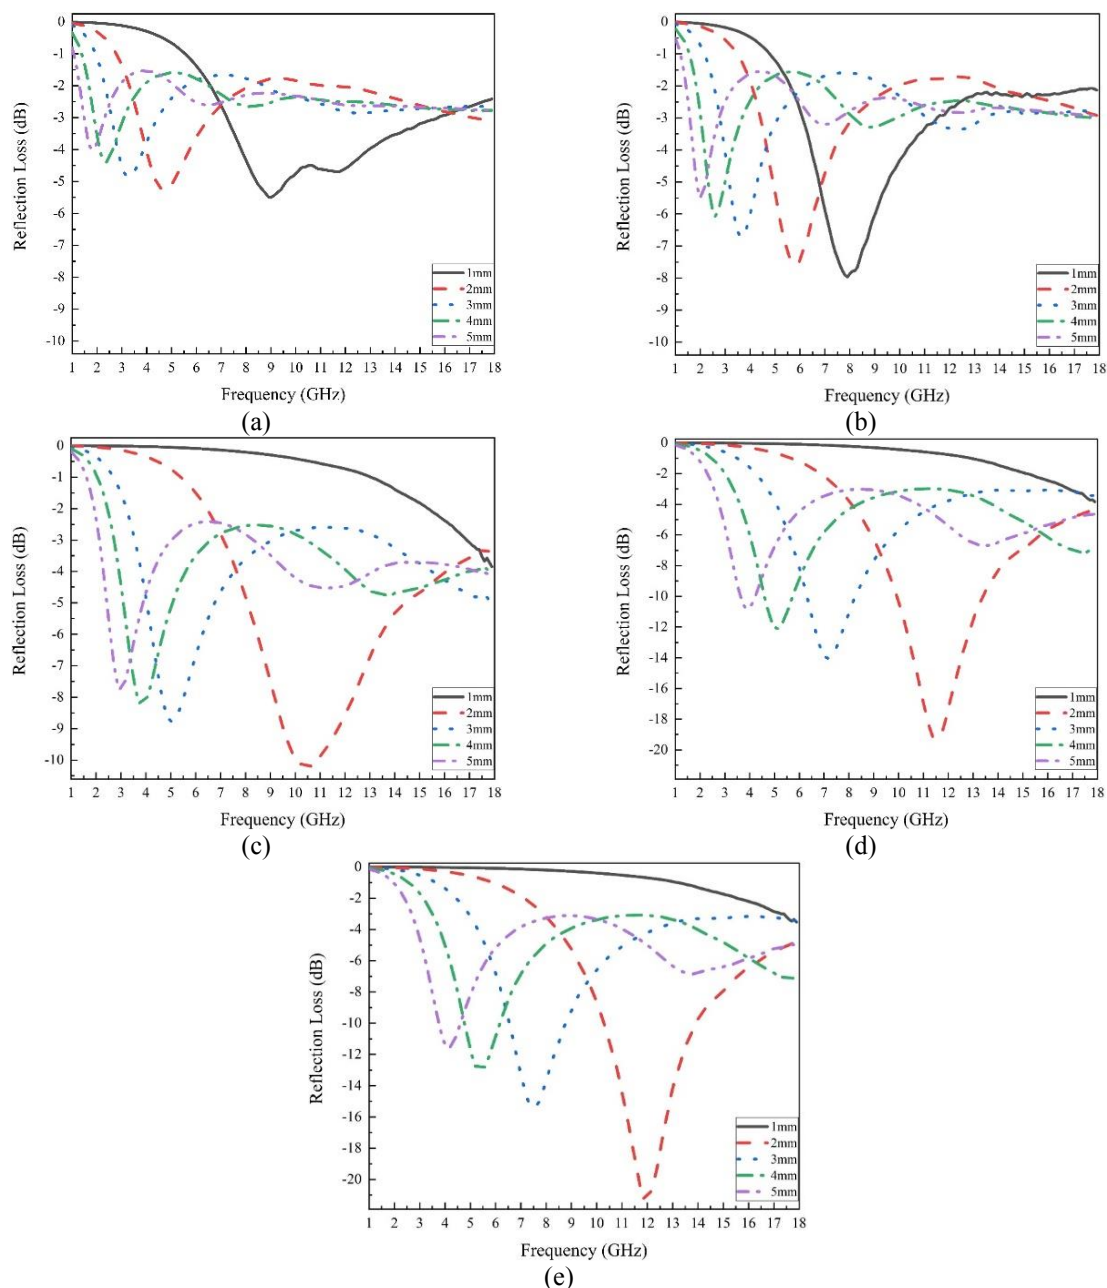 0
-1
-2
-3
-4
-5
-6
-7
-8
-9
-10
Reflection Loss (dB)
1mm
2mm
3mm
4mm
5mm
1 2 3 4 5 6 7 8 9 10 11 12 13 14 15 16 17 18
Frequency (GHz)
(a)
0
-1
-2
-3
-4
-5
-6
-7
-8
-9
-10
Reflection Loss (dB)
1mm
2mm
3mm
4mm
5mm
1 2 3 4 5 6 7 8 9 10 11 12 13 14 15 16 17 18
Frequency (GHz)
(b)
0
-1
-2
-3
-4
-5
-6
-7
-8
-9
-10
Reflection Loss (dB)
1mm
2mm
3mm
4mm
5mm
1 2 3 4 5 6 7 8 9 10 11 12 13 14 15 16 17 18
Frequency (GHz)
(c)
0
-2
-4
-6
-8
-10
-12
-14
-16
-18
-20
Reflection Loss (dB)
1mm
2mm
3mm
4mm
5mm
1 2 3 4 5 6 7 8 9 10 11 12 13 14 15 16 17 18
Frequency (GHz)
(d)
0
-2
-4
-6
-8
-10
-12
-14
-16
-18
-20
Reflection Loss (dB)
1mm
2mm
3mm
4mm
5mm
1 2 3 4 5 6 7 8 9 10 11 12 13 14 15 16 17 18
Frequency (GHz)
(e)